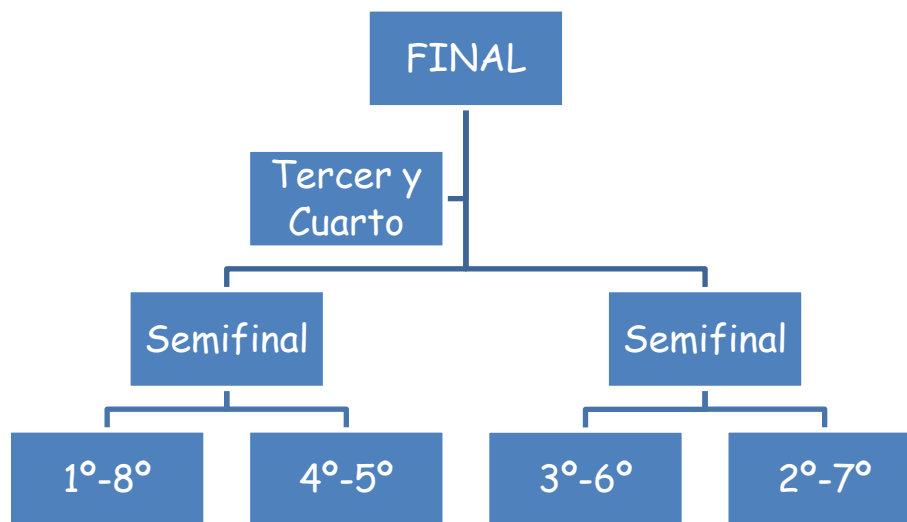 FINAL
Tercer y
Cuarto
Semifinal
Semifinal
1º-8º
4º-5º
3º-6º
2º-7º